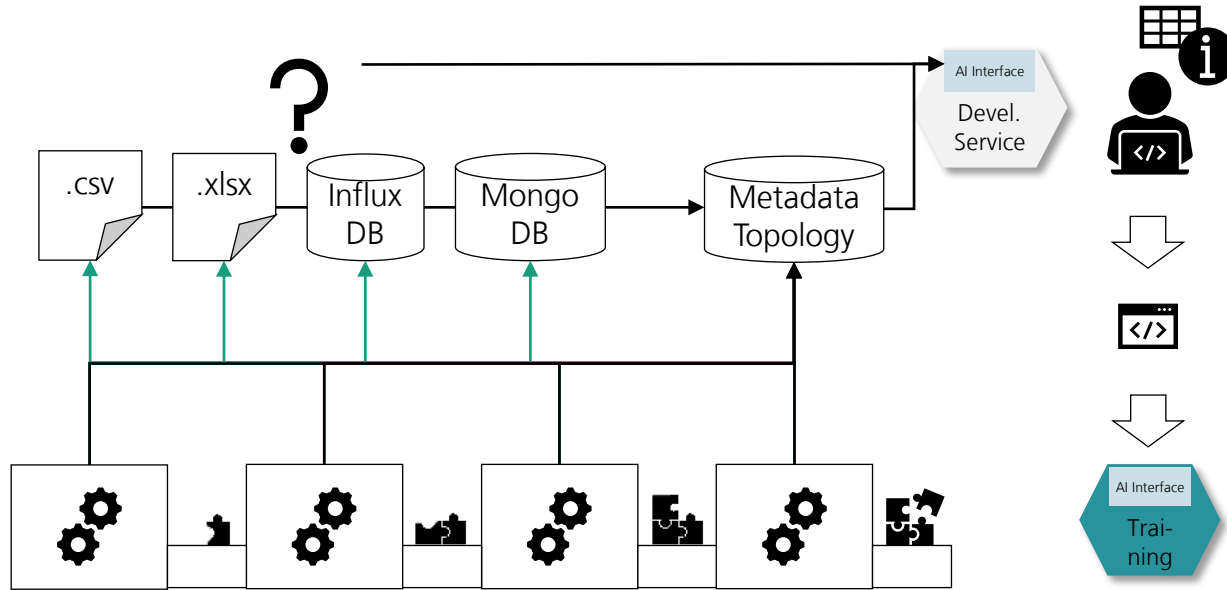 ?
AI Interface
Devel.
Service
i
</>
.csv
.xlsx
Influx
DB
Mongo
DB
Metadata
Topology
</>
AI Interface
Trai-
ning